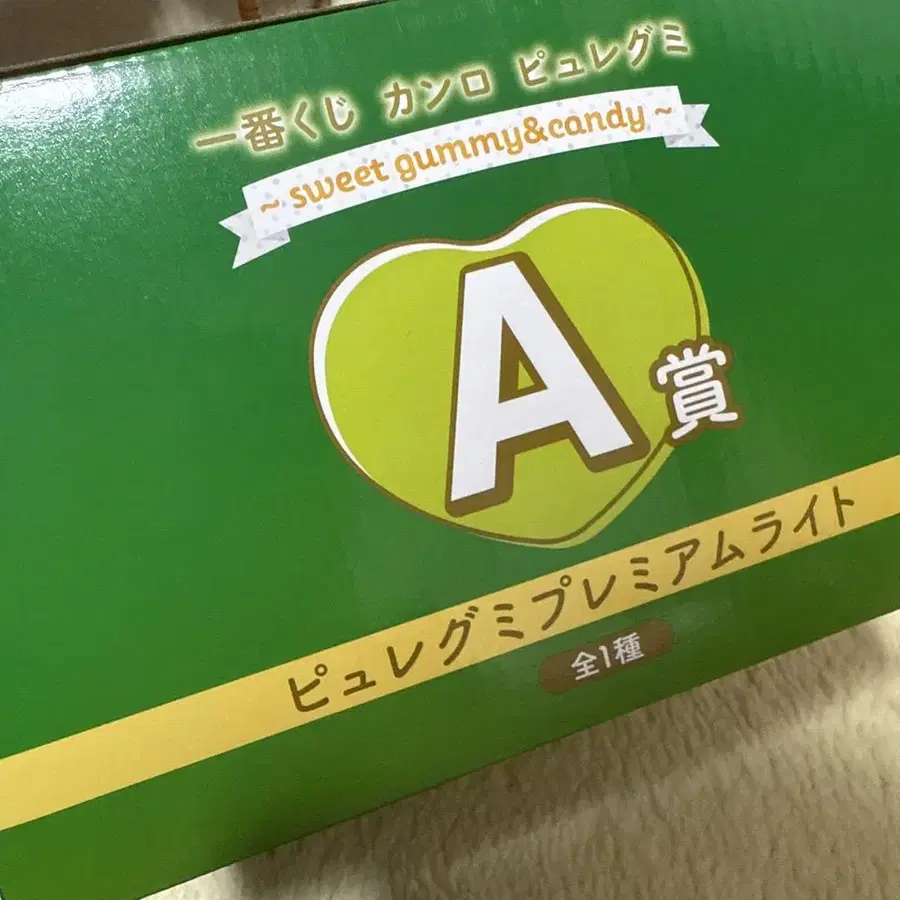 一番くじ カンロ ピュレグミ
~ sweet gummy&candy ~
A賞
ピュレグミプレミアムライト
全1種